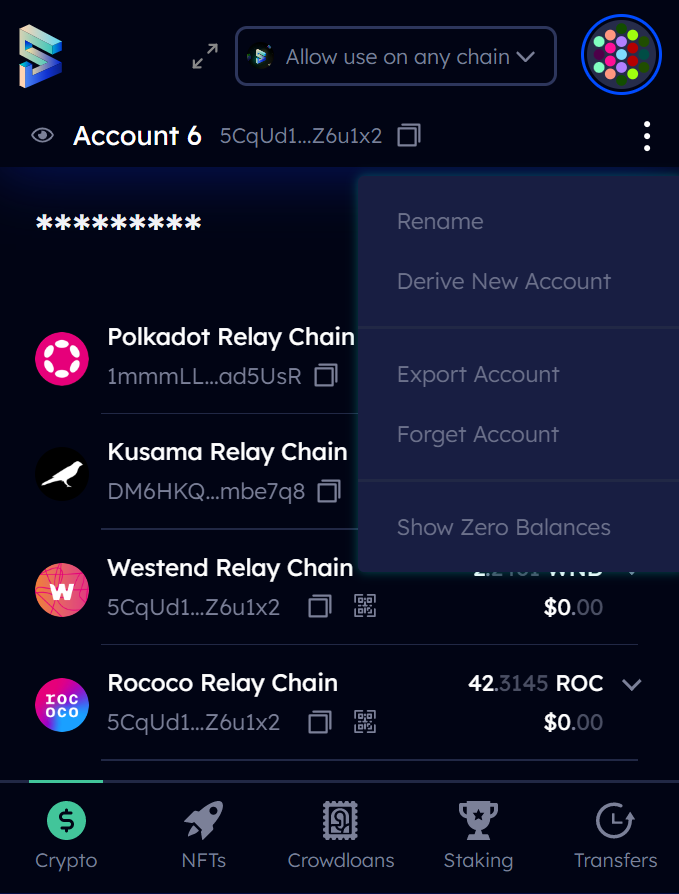 Allow use on any chain
Account 6 5CqUd1...Z6u1x2
*********
Rename
Derive New Account
Export Account
Forget Account
Show Zero Balances
Polkadot Relay Chain
1mmmLL...ad5UsR
Kusama Relay Chain
DM6HKQ...mbe7q8
Westend Relay Chain WND
5CqUd1...Z6u1x2 $0.00
Rococo Relay Chain 42.3145 ROC
5CqUd1...Z6u1x2 $0.00
W
ROC
OCO
Crypto NFTs Crowdloans Staking Transfers